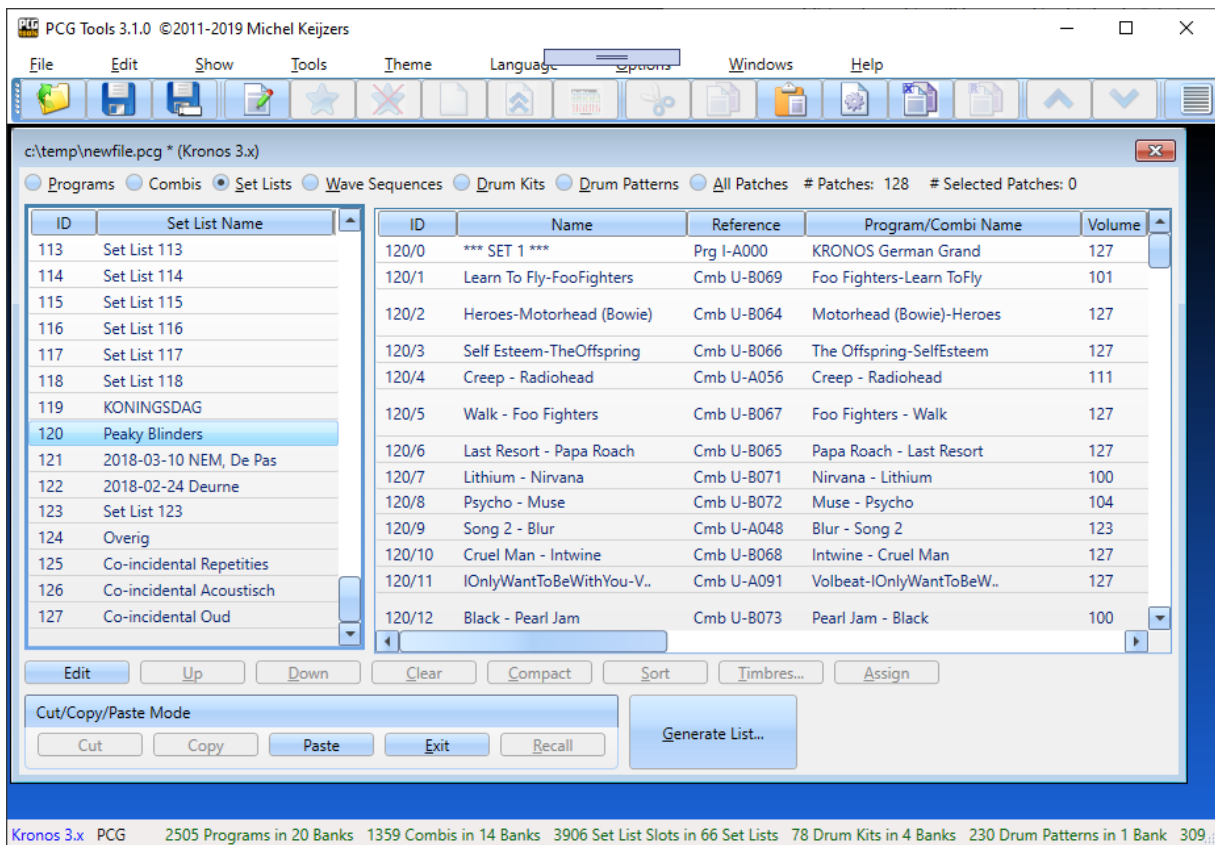 PCG Tools 3.1.0 ©2011-2019 Michel Keijzers
File Edit Show Tools Theme Language Options Windows Help
c:\temp\newfile.pcg * (Kronos 3.x)
Programs Combis Set Lists Wave Sequences Drum Kits Drum Patterns All Patches # Patches: 128 # Selected Patches: 0
ID Set List Name
113 Set List 113
114 Set List 114
115 Set List 115
116 Set List 116
117 Set List 117
118 Set List 118
119 KONINGSDAG
120 Peaky Blinders
121 2018-03-10 NEM, De Pas
122 2018-02-24 Deurne
123 Set List 123
124 Overig
125 Co-incidental Repetities
126 Co-incidental Acoustisch
127 Co-incidental Oud
ID Name Reference Program/Combi Name Volume
120/0 *** SET 1 *** Prg I-A000 KRONOS German Grand 127
120/1 Learn To Fly-FooFighters Cmb U-B069 Foo Fighters-Learn ToFly 101
120/2 Heroes-Motorhead (Bowie) Cmb U-B064 Motorhead (Bowie)-Heroes 127
120/3 Self Esteem-TheOffspring Cmb U-B066 The Offspring-SelfEsteem 127
120/4 Creep - Radiohead Cmb U-A056 Creep - Radiohead 111
120/5 Walk - Foo Fighters Cmb U-B067 Foo Fighters - Walk 127
120/6 Last Resort - Papa Roach Cmb U-B065 Papa Roach - Last Resort 127
120/7 Lithium - Nirvana Cmb U-B071 Nirvana - Lithium 100
120/8 Psycho - Muse Cmb U-B072 Muse - Psycho 104
120/9 Song 2 - Blur Cmb U-A048 Blur - Song 2 123
120/10 Cruel Man - Intwine Cmb U-B068 Intwine - Cruel Man 127
120/11 IOnlyWantToBeWithYou-V.. Cmb U-A091 Volbeat-IOnlyWantToBeW.. 127
120/12 Black - Pearl Jam Cmb U-B073 Pearl Jam - Black 100
Edit Up Down Clear Compact Sort Timbres... Assign
Cut/Copy/Paste Mode
Cut Copy Paste Exit Recall
Generate List...
Kronos 3.x PCG 2505 Programs in 20 Banks 1359 Combis in 14 Banks 3906 Set List Slots in 66 Set Lists 78 Drum Kits in 4 Banks 230 Drum Patterns in 1 Bank 309